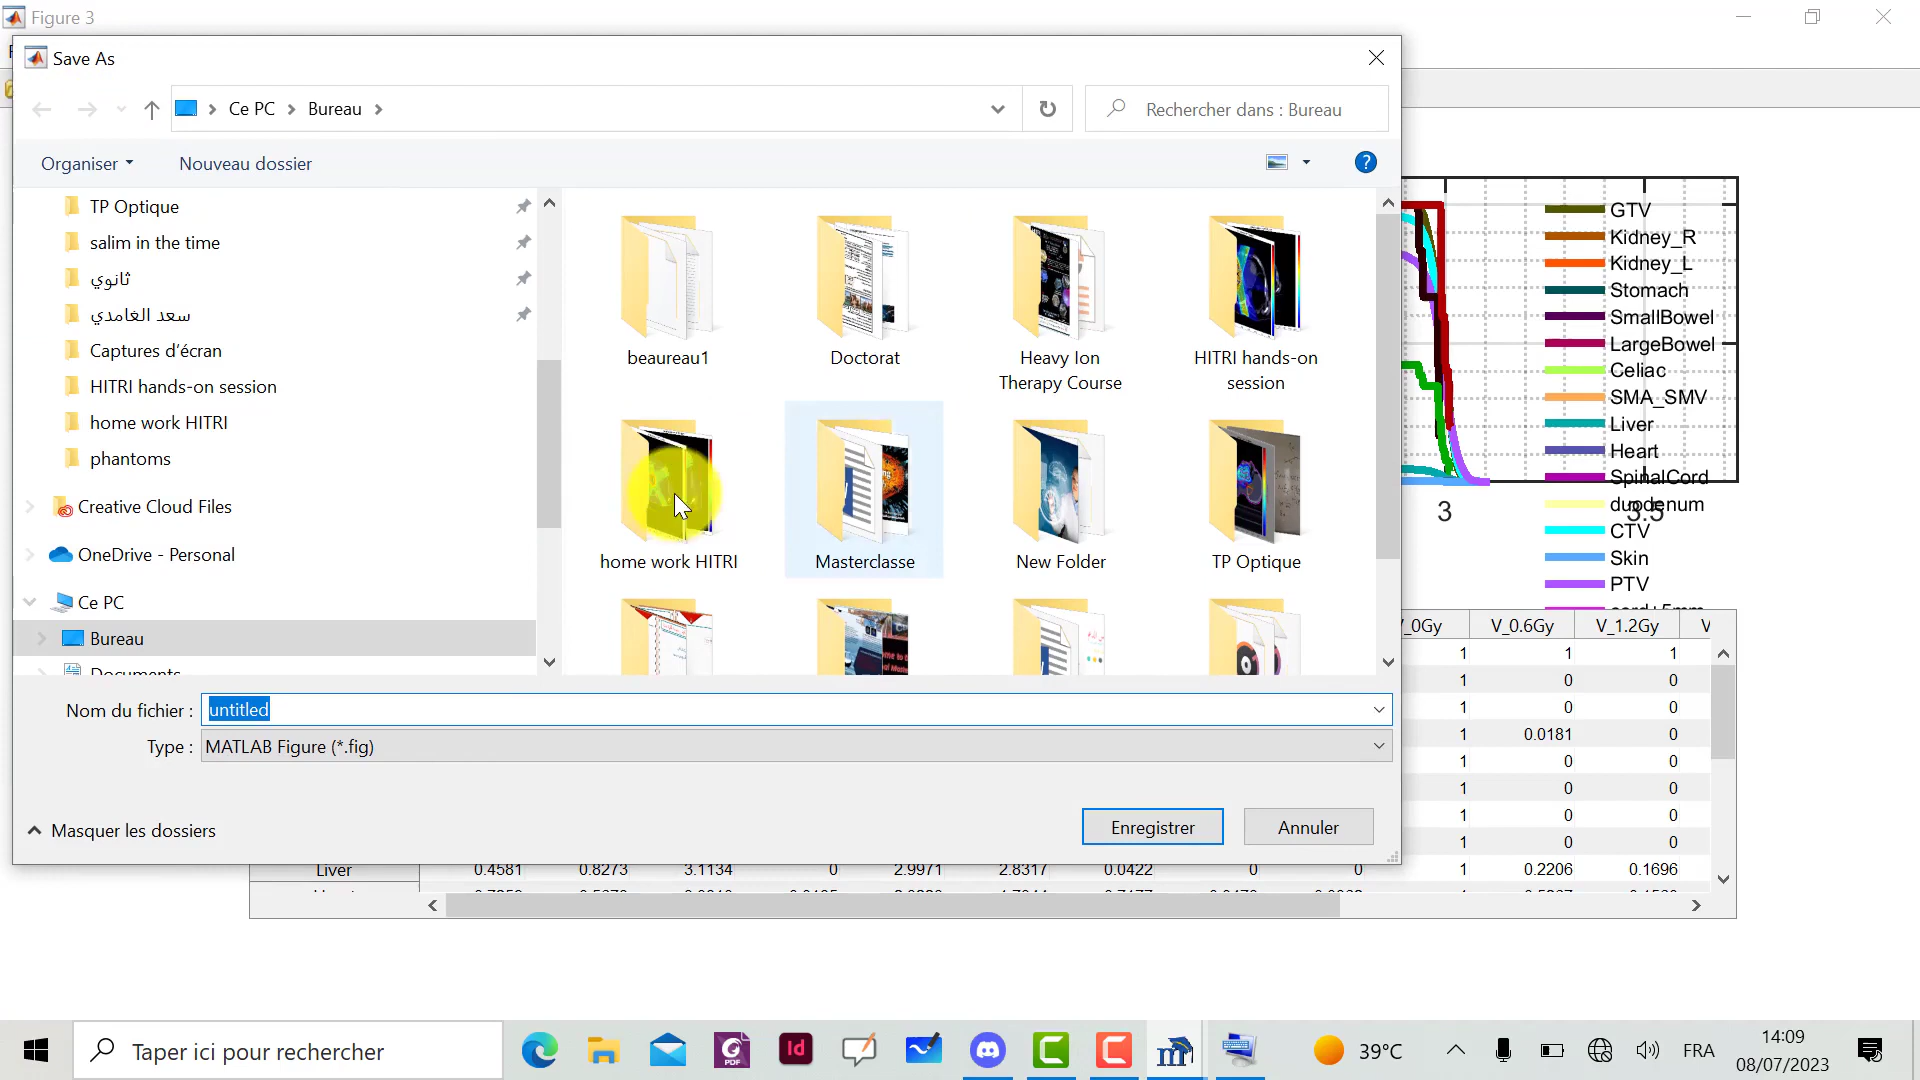 Figure 3
Save As
Ce PC > Bureau >
Rechercher dans : Bureau
Organiser
Nouveau dossier
TP Optique
salim in the time
ثانوي
سعد الغامدي
Captures d'écran
HITRI hands-on session
home work HITRI
phantoms
Creative Cloud Files
OneDrive - Personal
Ce PC
Bureau
Documents
beaureau1
Doctorat
Heavy Ion
Therapy Course
HITRI hands-on
session
home work HITRI
Masterclasse
New Folder
TP Optique
Nom du fichier :
untitled
Type :
MATLAB Figure (*.fig)
Masquer les dossiers
Enregistrer
Annuler
GTV
Kidney_R
Kidney_L
Stomach
SmallBowel
LargeBowel
Celiac
SMA_SMV
Liver
Heart
SpinalCord
duodenum
CTV
Skin
PTV
3
3.5
_0Gy V_0.6Gy V_1.2Gy V
1 1 1
1 0 0
1 0 0
1 0.0181 0
1 0 0
1 0 0
1 0 0
1 0 0
Liver 0.4581 0.8273 3.1134 0 2.9971 2.8317 0.0422 0 0 1 0.2206 0.1696
Taper ici pour rechercher
39°C
FRA
14:09
08/07/2023